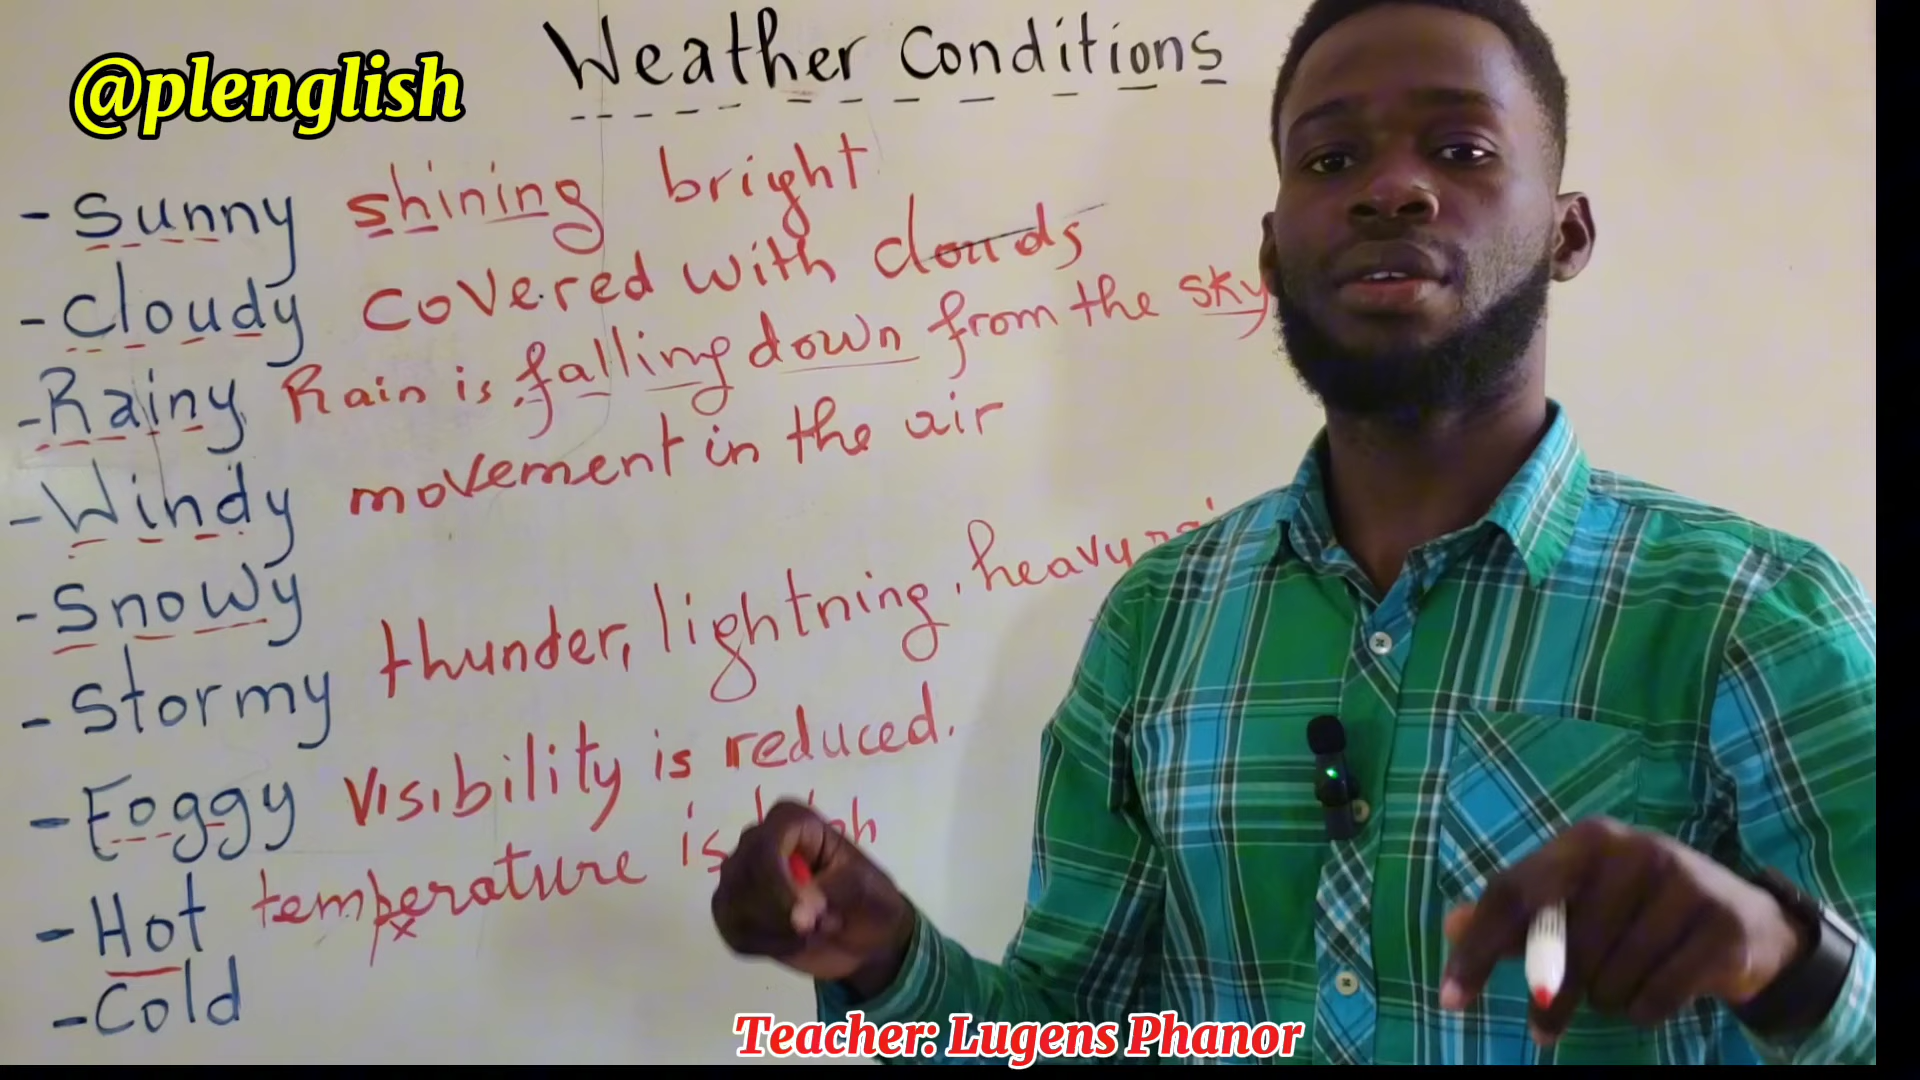 @plenglish
Weather Conditions
- Sunny shining bright
- Cloudy covered with clouds
- Rainy Rain is falling down from the sky
- Windy movement in the air
- Snowy
- Stormy thunder, lightning, heavy
- Foggy visibility is reduced.
- Hot temperature is
- Cold
Teacher: Lugens Phanor